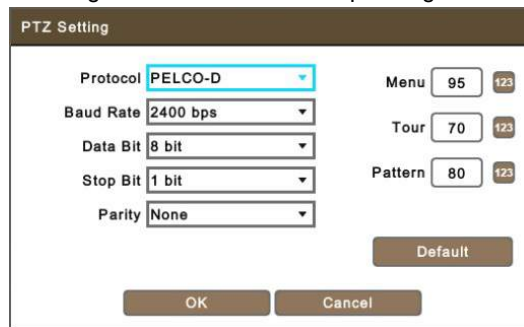 PTZ Setting
Protocol PELCO-D
Baud Rate 2400 bps
Data Bit 8 bit
Stop Bit 1 bit
Parity None
Menu 95 123
Tour 70 123
Pattern 80 123
Default
OK Cancel